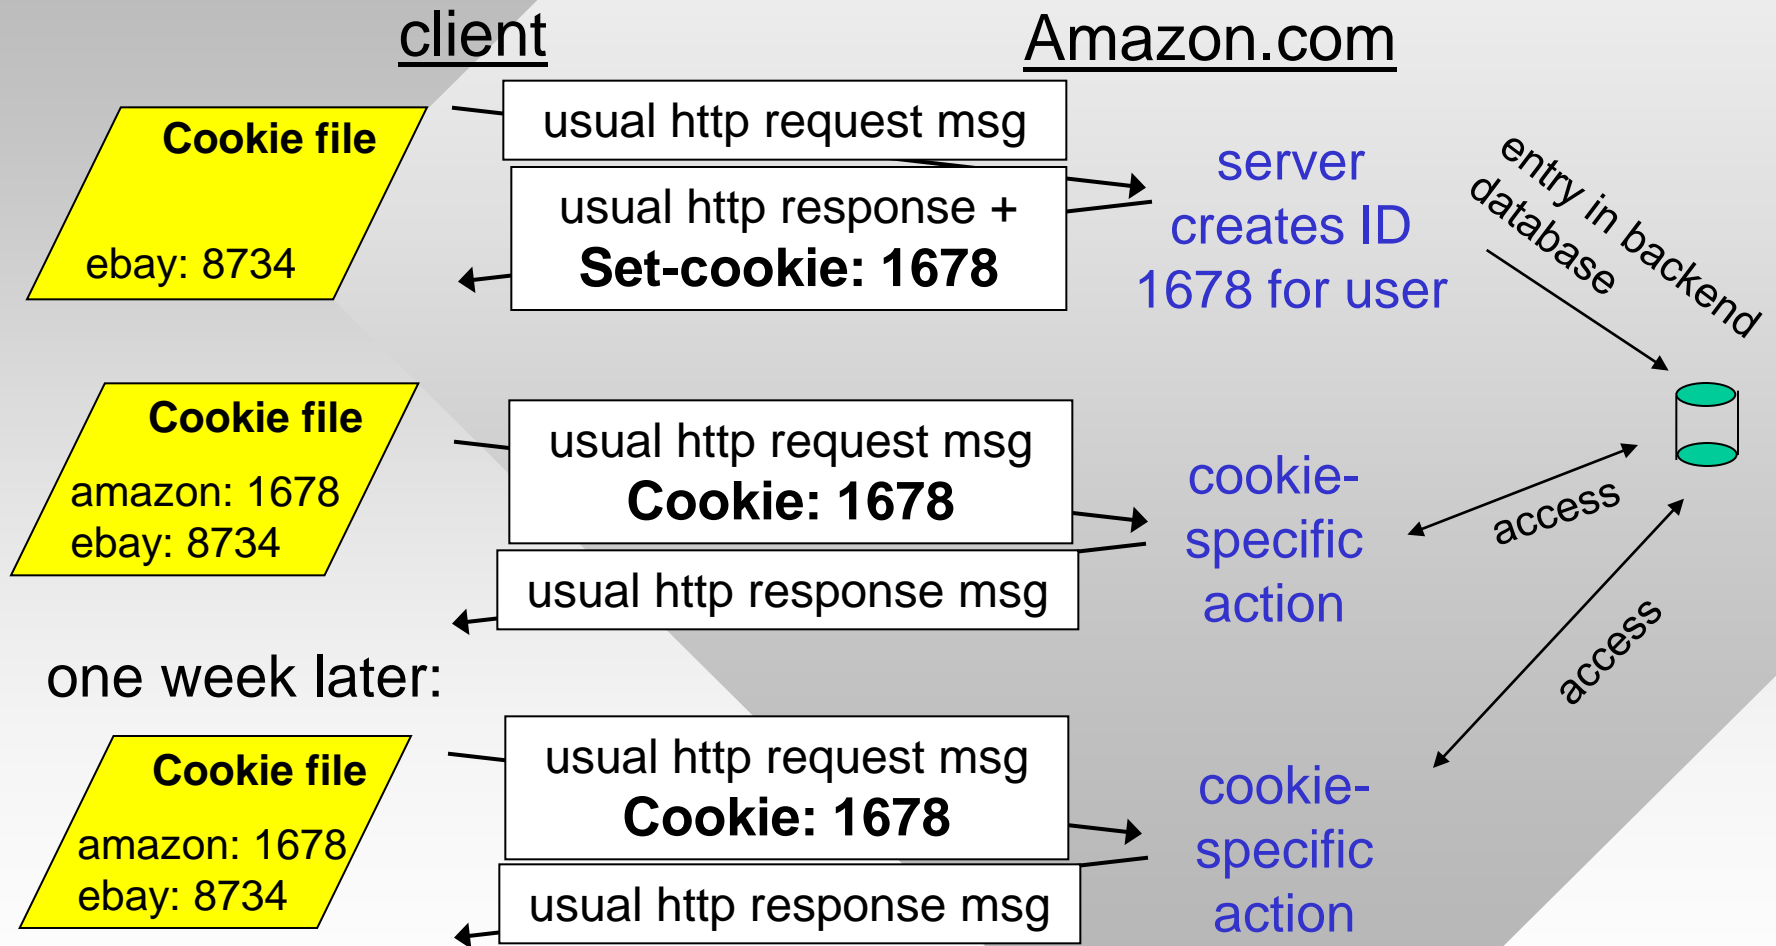 client
Amazon.com
Cookie file
ebay: 8734
usual http request msg
usual http response +
Set-cookie: 1678
server
creates ID
1678 for user
entry in backend
database
Cookie file
amazon: 1678
ebay: 8734
usual http request msg
Cookie: 1678
usual http response msg
cookie-
specific
action
access
access
one week later:
Cookie file
amazon: 1678
ebay: 8734
usual http request msg
Cookie: 1678
usual http response msg
cookie-
specific
action